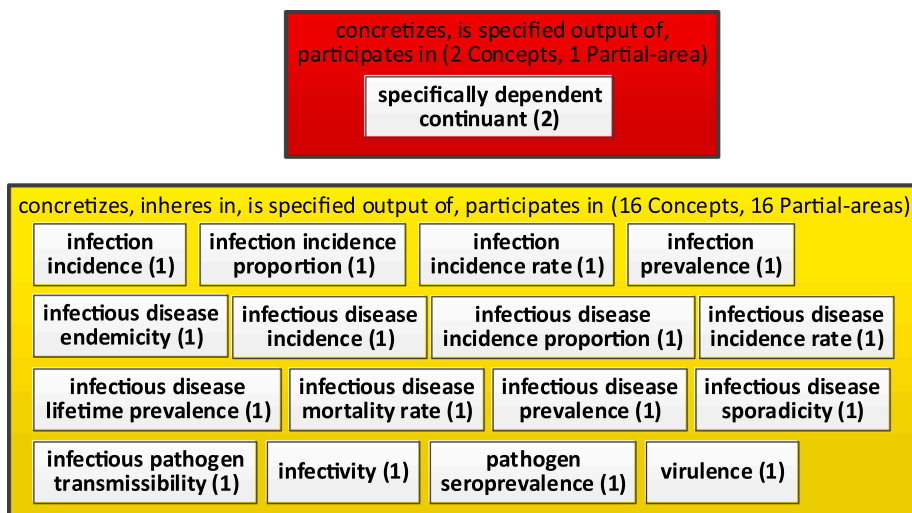 concretizes, is specified output of,
participates in (2 Concepts, 1 Partial-area)
specifically dependent
continuant (2)
concretizes, inheres in, is specified output of, participates in (16 Concepts, 16 Partial-areas)
infection
incidence (1)
infection incidence
proportion (1)
infection
incidence rate (1)
infection
prevalence (1)
infectious disease
endemicity (1)
infectious disease
incidence (1)
infectious disease
incidence proportion (1)
infectious disease
incidence rate (1)
infectious disease
lifetime prevalence (1)
infectious disease
mortality rate (1)
infectious disease
prevalence (1)
infectious disease
sporadicity (1)
infectious pathogen
transmissibility (1)
infectivity (1)
pathogen
seroprevalence (1)
virulence (1)